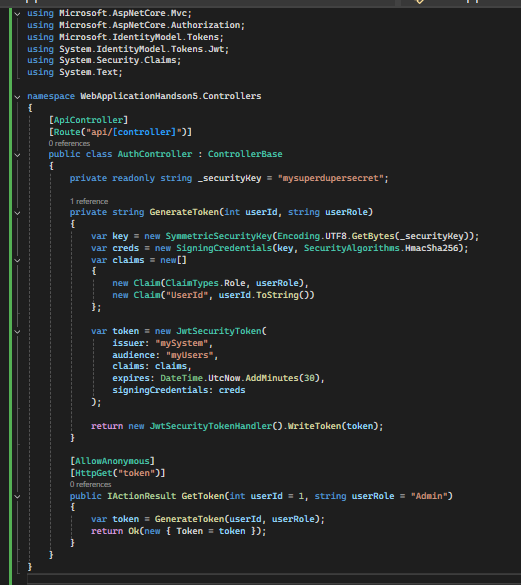 using Microsoft.AspNetCore.Mvc;
using Microsoft.AspNetCore.Authorization;
using Microsoft.IdentityModel.Tokens;
using System.IdentityModel.Tokens.Jwt;
using System.Security.Claims;
using System.Text;

namespace WebApplicationHandson5.Controllers
{
    [ApiController]
    [Route("api/[controller]")]
    0 references
    public class AuthController : ControllerBase
    {
        private readonly string _securityKey = "mysuperdupersecret";

        1 reference
        private string GenerateToken(int userId, string userRole)
        {
            var key = new SymmetricSecurityKey(Encoding.UTF8.GetBytes(_securityKey));
            var creds = new SigningCredentials(key, SecurityAlgorithms.HmacSha256);
            var claims = new[]
            {
                new Claim(ClaimTypes.Role, userRole),
                new Claim("UserId", userId.ToString())
            };

            var token = new JwtSecurityToken(
                issuer: "mySystem",
                audience: "myUsers",
                claims: claims,
                expires: DateTime.UtcNow.AddMinutes(30),
                signingCredentials: creds
            );

            return new JwtSecurityTokenHandler().WriteToken(token);
        }

        [AllowAnonymous]
        [HttpGet("token")]
        0 references
        public IActionResult GetToken(int userId = 1, string userRole = "Admin")
        {
            var token = GenerateToken(userId, userRole);
            return Ok(new { Token = token });
        }
    }
}